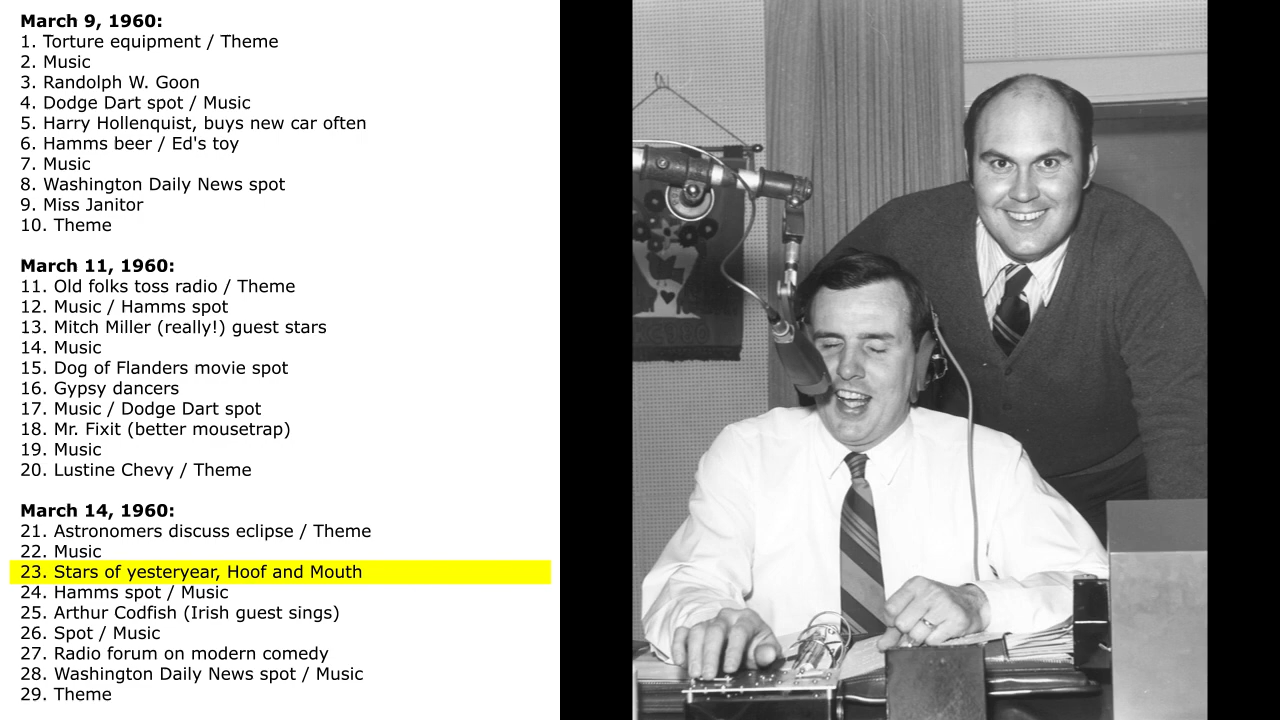 March 9, 1960:
1. Torture equipment / Theme
2. Music
3. Randolph W. Goon
4. Dodge Dart spot / Music
5. Harry Hollenquist, buys new car often
6. Hamms beer / Ed's toy
7. Music
8. Washington Daily News spot
9. Miss Janitor
10. Theme
March 11, 1960:
11. Old folks toss radio / Theme
12. Music / Hamms spot
13. Mitch Miller (really!) guest stars
14. Music
15. Dog of Flanders movie spot
16. Gypsy dancers
17. Music / Dodge Dart spot
18. Mr. Fixit (better mousetrap)
19. Music
20. Lustine Chevy / Theme
March 14, 1960:
21. Astronomers discuss eclipse / Theme
22. Music
23. Stars of yesteryear, Hoof and Mouth
24. Hamms spot / Music
25. Arthur Codfish (Irish guest sings)
26. Spot / Music
27. Radio forum on modern comedy
28. Washington Daily News spot / Music
29. Theme